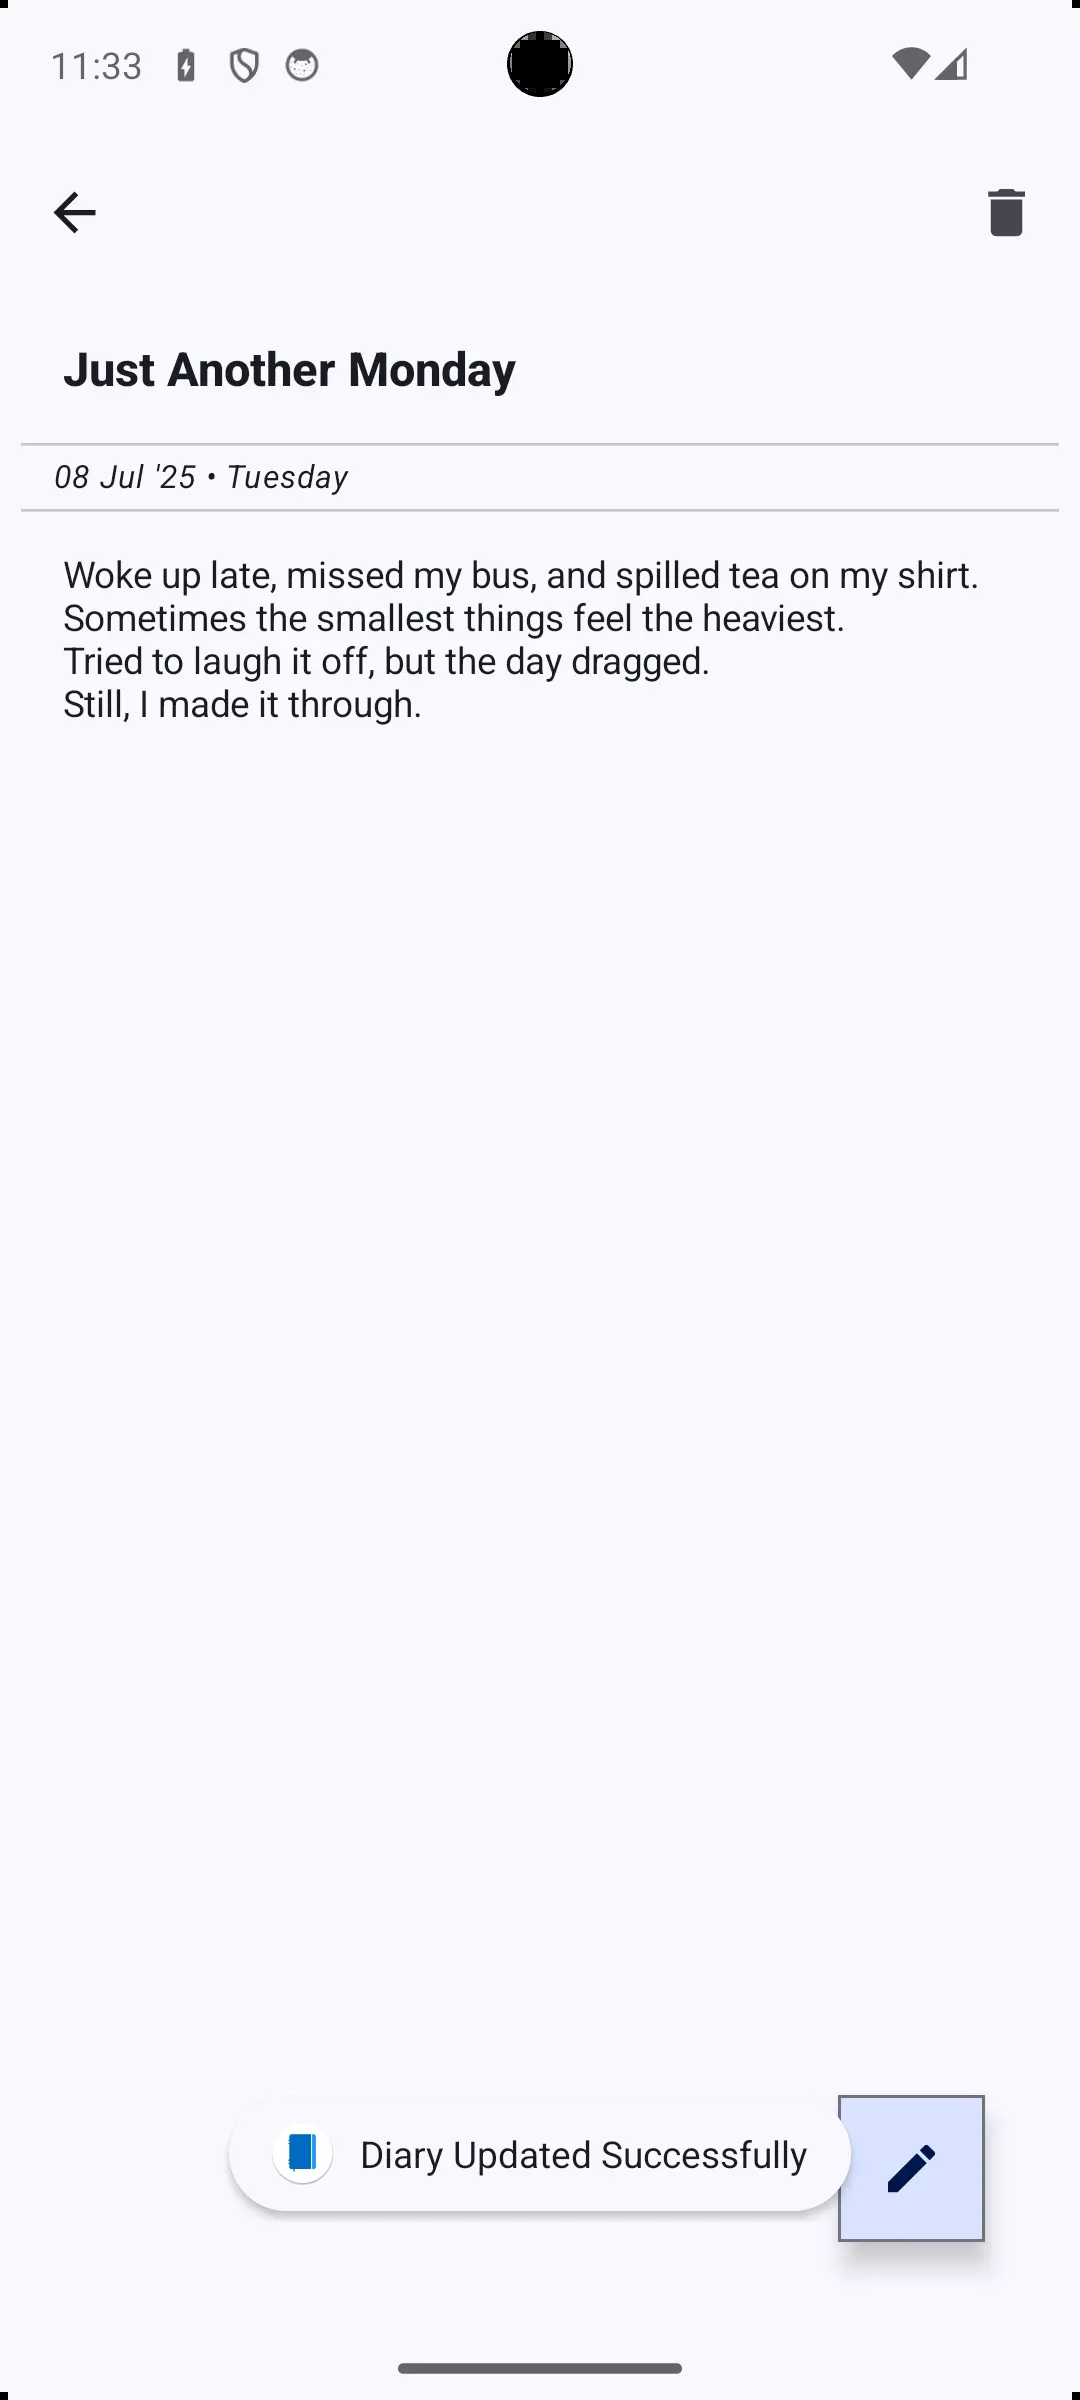 11:33
Just Another Monday
08 Jul '25 • Tuesday
Woke up late, missed my bus, and spilled tea on my shirt.
Sometimes the smallest things feel the heaviest.
Tried to laugh it off, but the day dragged.
Still, I made it through.
Diary Updated Successfully